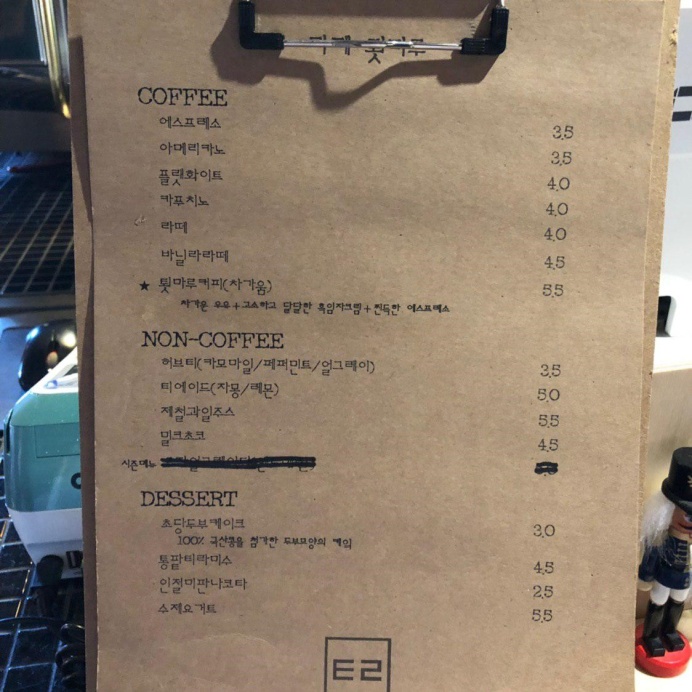 COFFEE
에스프레소 3.5
아메리카노 3.5
플랫화이트 4.0
카푸치노 4.0
라떼 4.0
바닐라라떼 4.5
★ 툇마루커피(차가움) 5.5
차가운 우유+고소하고 달달한 흑임자크림+진득한 에스프레소
NON-COFFEE
허브티(카모마일/페퍼민트/얼그레이) 3.5
티에이드(자몽/레몬) 5.0
제철과일주스 5.5
밀크초코 4.5
시즌메뉴
DESSERT
초당두부케이크 3.0
100% 국산콩을 첨가한 두부모양의 케잌
통팥티라미수 4.5
인절미판나코타 2.5
수제요거트 5.5